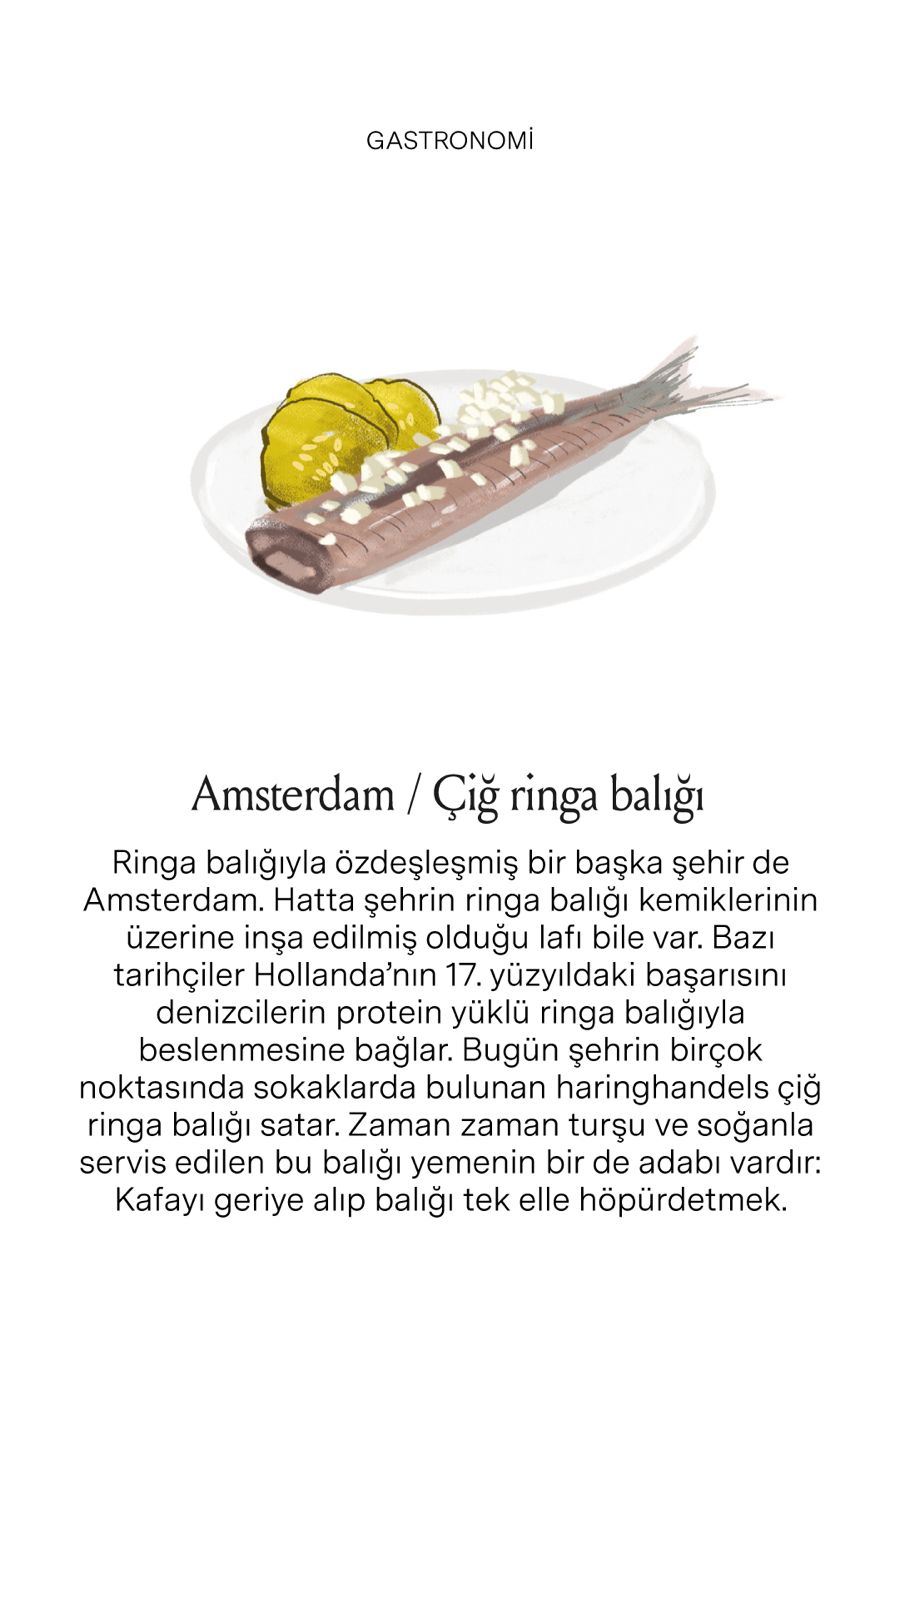 GASTRONOMİ
Amsterdam / Çiğ ringa balığı
Ringa balığıyla özdeşleşmiş bir başka şehir de
Amsterdam. Hatta şehrin ringa balığı kemiklerinin
üzerine inşa edilmiş olduğu lafı bile var. Bazı
tarihçiler Hollanda’nın 17. yüzyıldaki başarısını
denizcilerin protein yüklü ringa balığıyla
beslenmesine bağlar. Bugün şehrin birçok
noktasında sokaklarda bulunan haringhandels çiğ
ringa balığı satar. Zaman zaman turşu ve soğanla
servis edilen bu balığı yemenin bir de adabı vardır:
Kafayı geriye alıp balığı tek elle höpürdetmek.